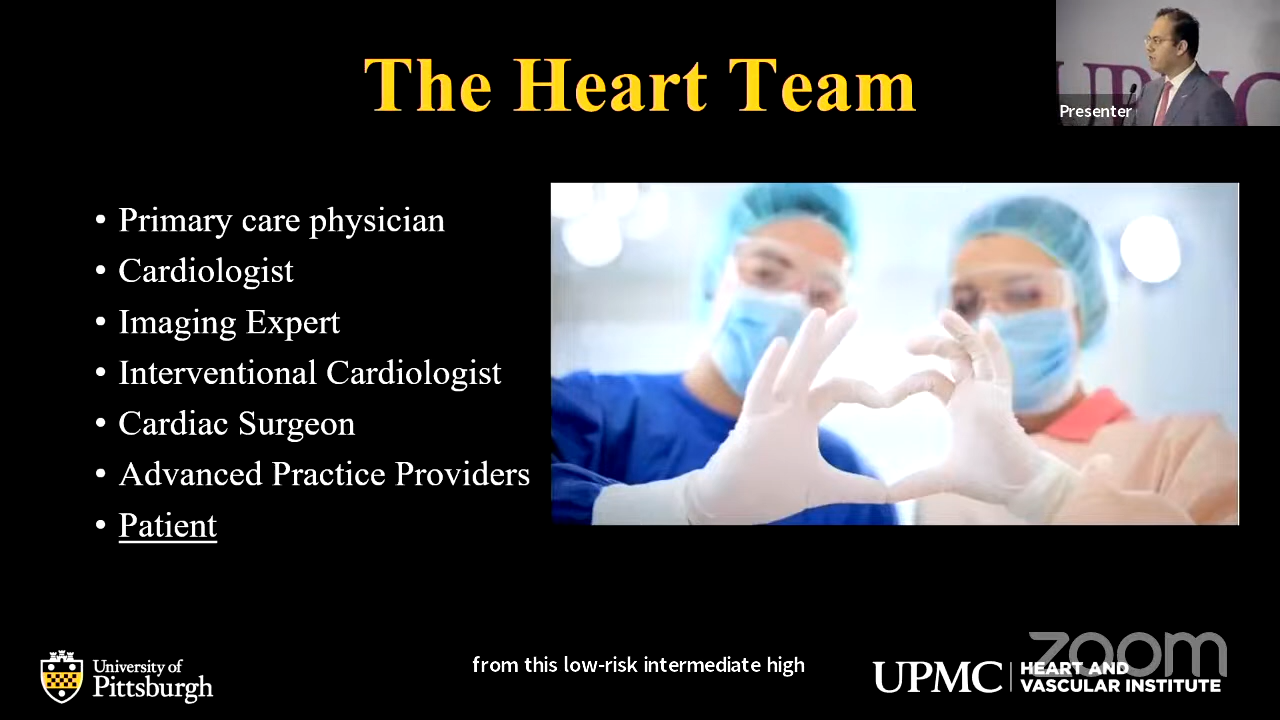 The Heart Team
UPMC
Presenter
• Primary care physician
• Cardiologist
• Imaging Expert
• Interventional Cardiologist
• Cardiac Surgeon
• Advanced Practice Providers
• Patient
University of
Pittsburgh
from this low-risk intermediate high
zoom
UPMC
HEART AND
VASCULAR INSTITUTE